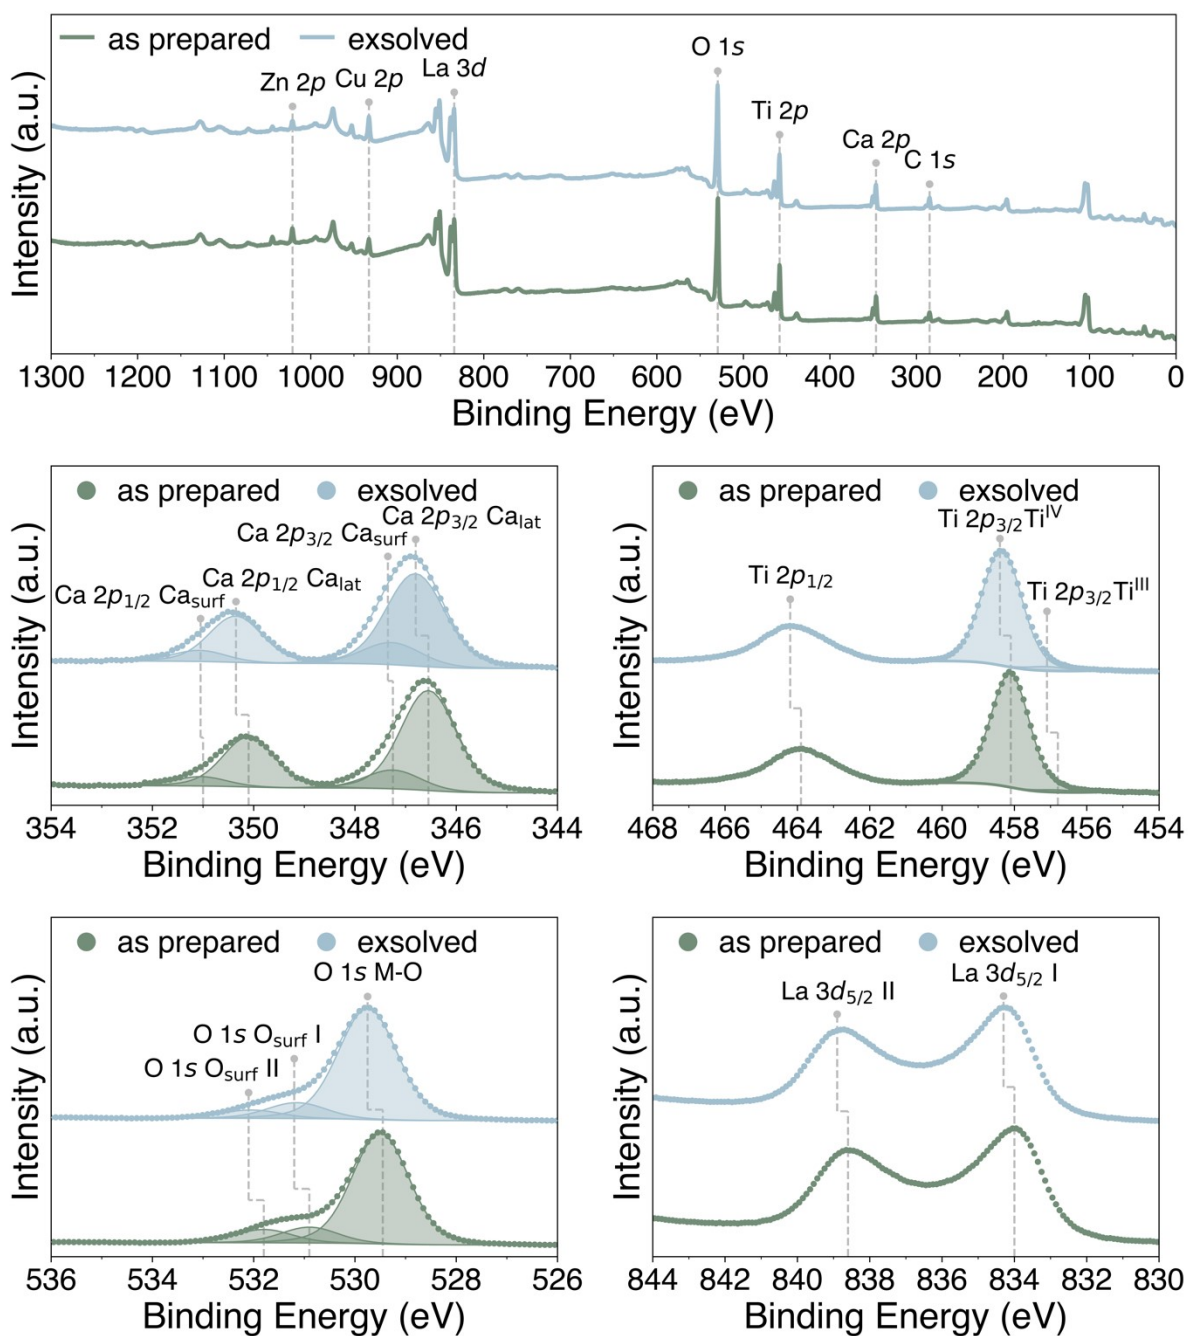 as prepared exsolved
O 1s
La 3d
Zn 2p Cu 2p
Ti 2p
Ca 2p
C 1s
Intensity (a.u.)
1300 1200 1100 1000 900 800 700 600 500 400 300 200 100 0
Binding Energy (eV)
as prepared exsolved
Ca 2p3/2 Calat
Ca 2p3/2 Casurf
Ca 2p1/2 Calat
Ca 2p1/2 Casurf
Intensity (a.u.)
354 352 350 348 346 344
Binding Energy (eV)
as prepared exsolved
Ti 2p3/2TiIV
Ti 2p1/2
Ti 2p3/2TiIII
Intensity (a.u.)
468 466 464 462 460 458 456 454
Binding Energy (eV)
as prepared exsolved
O 1s M-O
O 1s Osurf I
O 1s Osurf II
Intensity (a.u.)
536 534 532 530 528 526
Binding Energy (eV)
as prepared exsolved
La 3d5/2 I
La 3d5/2 II
Intensity (a.u.)
844 842 840 838 836 834 832 830
Binding Energy (eV)